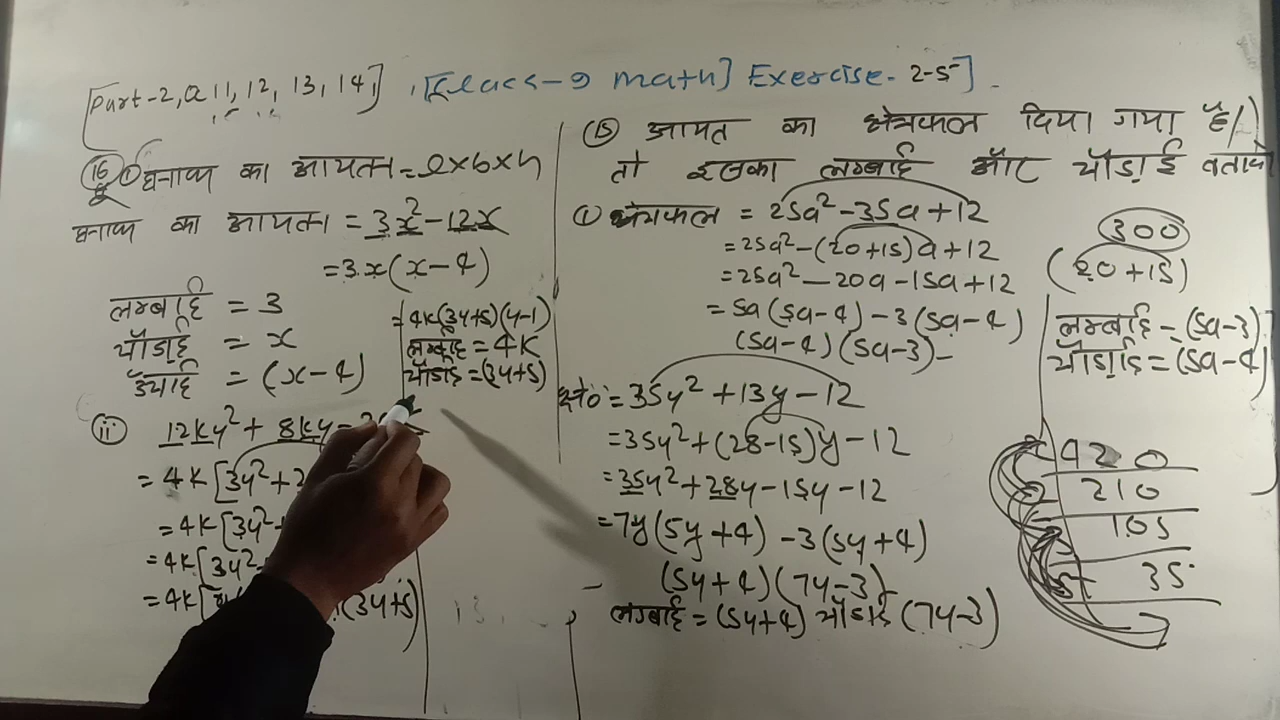 [Part-2, Q 11, 12, 13, 14], [Class-9 math] Exercise. 2-5].
(16) (i) घनाभ का आयतन = l×b×h
घनाभ का आयतन = 3x² - 12x
= 3.x(x-4)
लम्बाई = 3
चौडा़ई = x
ऊँचाई = (x-4)
(ii) 12ky² + 8ky -
= 4k[3y² + 2
= 4k[3y²
= 4k[3y²
= 4k[ (3y+5)
= 4k(3y+5)(y-1)
लम्बाई = 4k
चौडाई = (3y+5)
(15) आयत का क्षेत्रफल दिया गया है/
तो इसका लम्बाई और चौडा़ई बताको
(i) क्षेत्रफल = 25a² - 35a + 12
= 25a² - (20+15)a + 12
= 25a² - 20a - 15a + 12
= 5a(5a-4) - 3(5a-4)
(5a-4)(5a-3) -
300
(20+15)
लम्बाई - (5a-3)
चौडा़ई = (5a-4)
क्षे० = 35y² + 13y - 12
= 35y² + (28-15)y - 12
= 35y² + 28y - 15y - 12
= 7y(5y+4) - 3(5y+4)
(5y+4)(7y-3)
लम्बाई = (5y+4) चौडाई (7y-3)
2 420
2 210
105
5 35
7